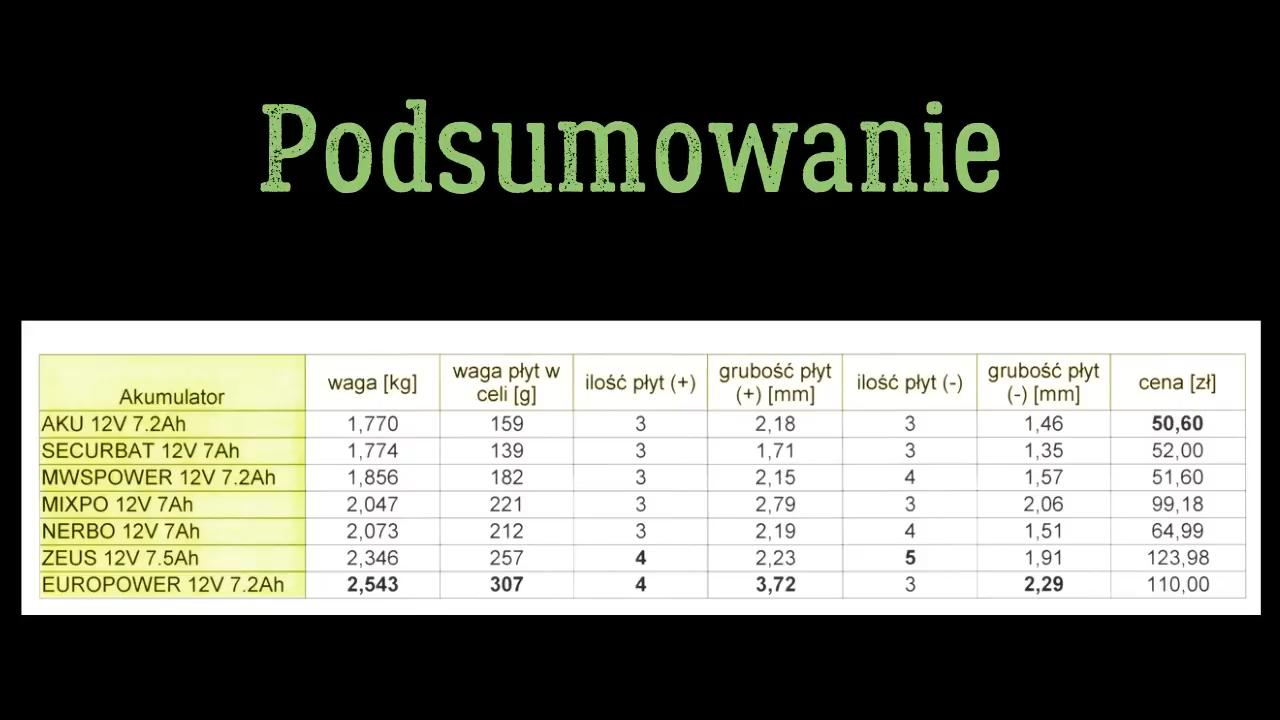 Podsumowanie
Akumulator waga [kg] waga płyt w celi [g] ilość płyt (+) grubość płyt (+) [mm] ilość płyt (-) grubość płyt (-) [mm] cena [zł]
AKU 12V 7.2Ah 1,770 159 3 2,18 3 1,46 50,60
SECURBAT 12V 7Ah 1,774 139 3 1,71 3 1,35 52,00
MWSPOWER 12V 7.2Ah 1,856 182 3 2,15 4 1,57 51,60
MIXPO 12V 7Ah 2,047 221 3 2,79 3 2,06 99,18
NERBO 12V 7Ah 2,073 212 3 2,19 4 1,51 64,99
ZEUS 12V 7.5Ah 2,346 257 4 2,23 5 1,91 123,98
EUROPOWER 12V 7.2Ah 2,543 307 4 3,72 3 2,29 110,00